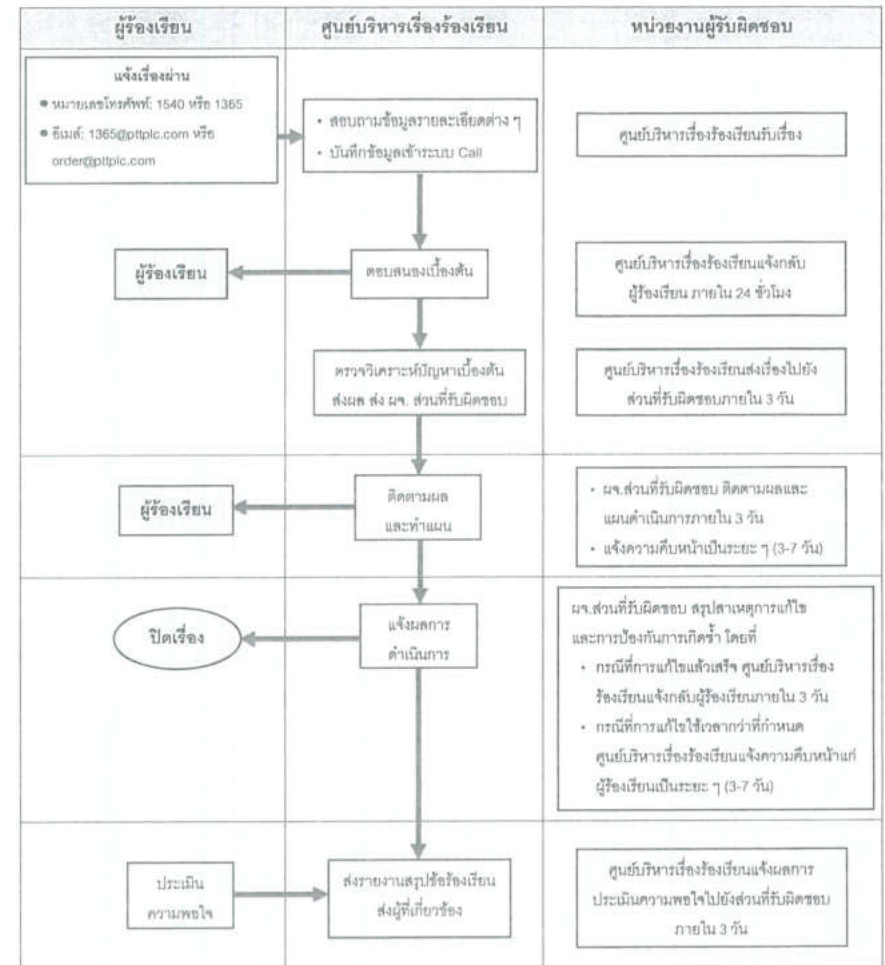 ผู้ร้องเรียน
ศูนย์บริหารเรื่องร้องเรียน
หน่วยงานผู้รับผิดชอบ
แจ้งเรื่องผ่าน
• หมายเลขโทรศัพท์: 1540 หรือ 1365
• อีเมล์: 1365@pttplc.com หรือ
order@pttplc.com
• สอบถามข้อมูลรายละเอียดต่าง ๆ
• บันทึกข้อมูลเข้าระบบ Call
ศูนย์บริหารเรื่องร้องเรียนรับเรื่อง
ผู้ร้องเรียน
ตอบสนองเบื้องต้น
ศูนย์บริหารเรื่องร้องเรียนแจ้งกลับ
ผู้ร้องเรียน ภายใน 24 ชั่วโมง
ตรวจวิเคราะห์ปัญหาเบื้องต้น
ส่งผล ส่ง ผจ. ส่วนที่รับผิดชอบ
ศูนย์บริหารเรื่องร้องเรียนส่งเรื่องไปยัง
ส่วนที่รับผิดชอบภายใน 3 วัน
ผู้ร้องเรียน
ติดตามผล
และทำแผน
• ผจ.ส่วนที่รับผิดชอบ ติดตามผลและ
แผนดำเนินการภายใน 3 วัน
• แจ้งความคืบหน้าเป็นระยะ ๆ (3-7 วัน)
ปิดเรื่อง
แจ้งผลการ
ดำเนินการ
ผจ.ส่วนที่รับผิดชอบ สรุปสาเหตุการแก้ไข
และการป้องกันการเกิดซ้ำ โดยที่
• กรณีที่การแก้ไขแล้วเสร็จ ศูนย์บริหารเรื่อง
ร้องเรียนแจ้งกลับผู้ร้องเรียนภายใน 3 วัน
• กรณีที่การแก้ไขใช้เวลากว่าที่กำหนด
ศูนย์บริหารเรื่องร้องเรียนแจ้งความคืบหน้าแก่
ผู้ร้องเรียนเป็นระยะ ๆ (3-7 วัน)
ประเมิน
ความพอใจ
ส่งรายงานสรุปข้อร้องเรียน
ส่งผู้ที่เกี่ยวข้อง
ศูนย์บริหารเรื่องร้องเรียนแจ้งผลการ
ประเมินความพอใจไปยังส่วนที่รับผิดชอบ
ภายใน 3 วัน